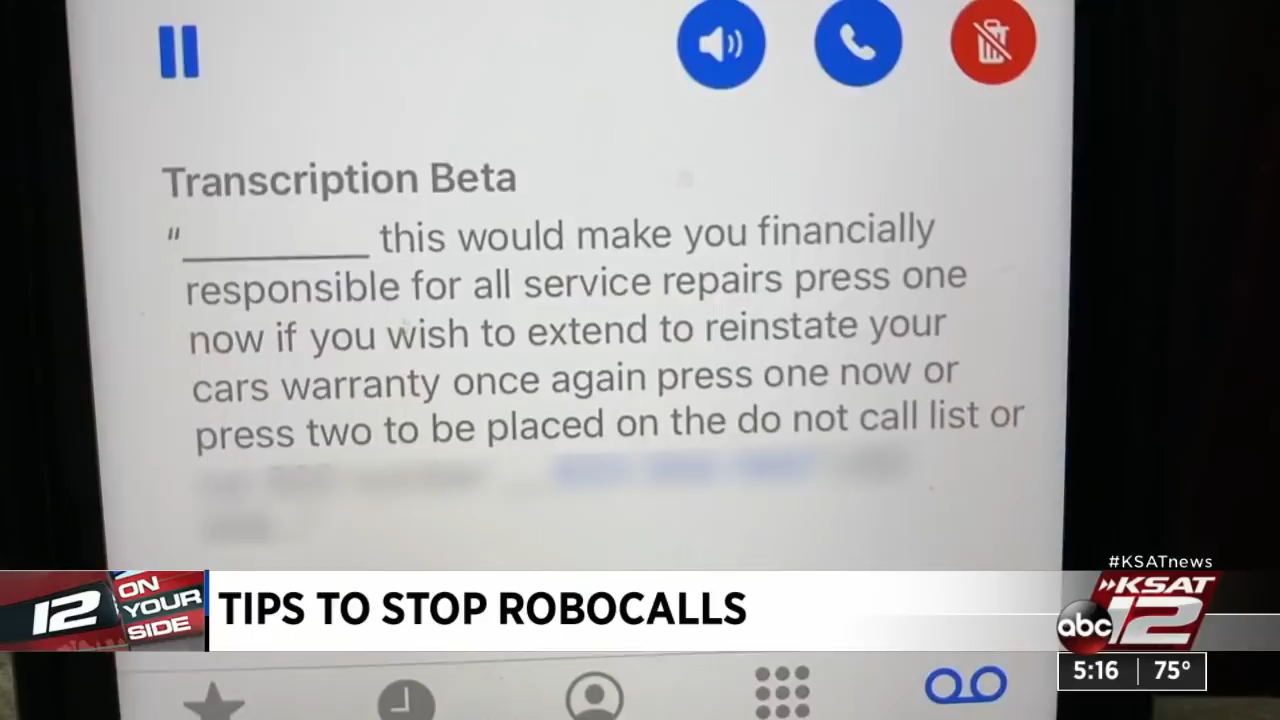 Transcription Beta
“__________ this would make you financially
responsible for all service repairs press one
now if you wish to extend to reinstate your
cars warranty once again press one now or
press two to be placed on the do not call list or
#KSATnews
12 ON YOUR SIDE
TIPS TO STOP ROBOCALLS
KSAT
abc 12
5:16 75°